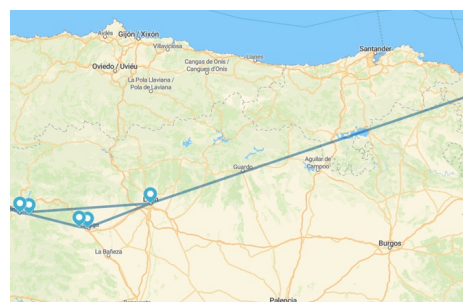 Avilés
Gijón / Xixón
Villaviciosa
Llanes
Santander
Oviedo / Uviéu
Cangas de Onís /
Cangues d'Onís
La Pola Llaviana /
Pola de Laviana
Guardo
Aguilar de
Campoo
La Bañeza
Burgos
Palencia